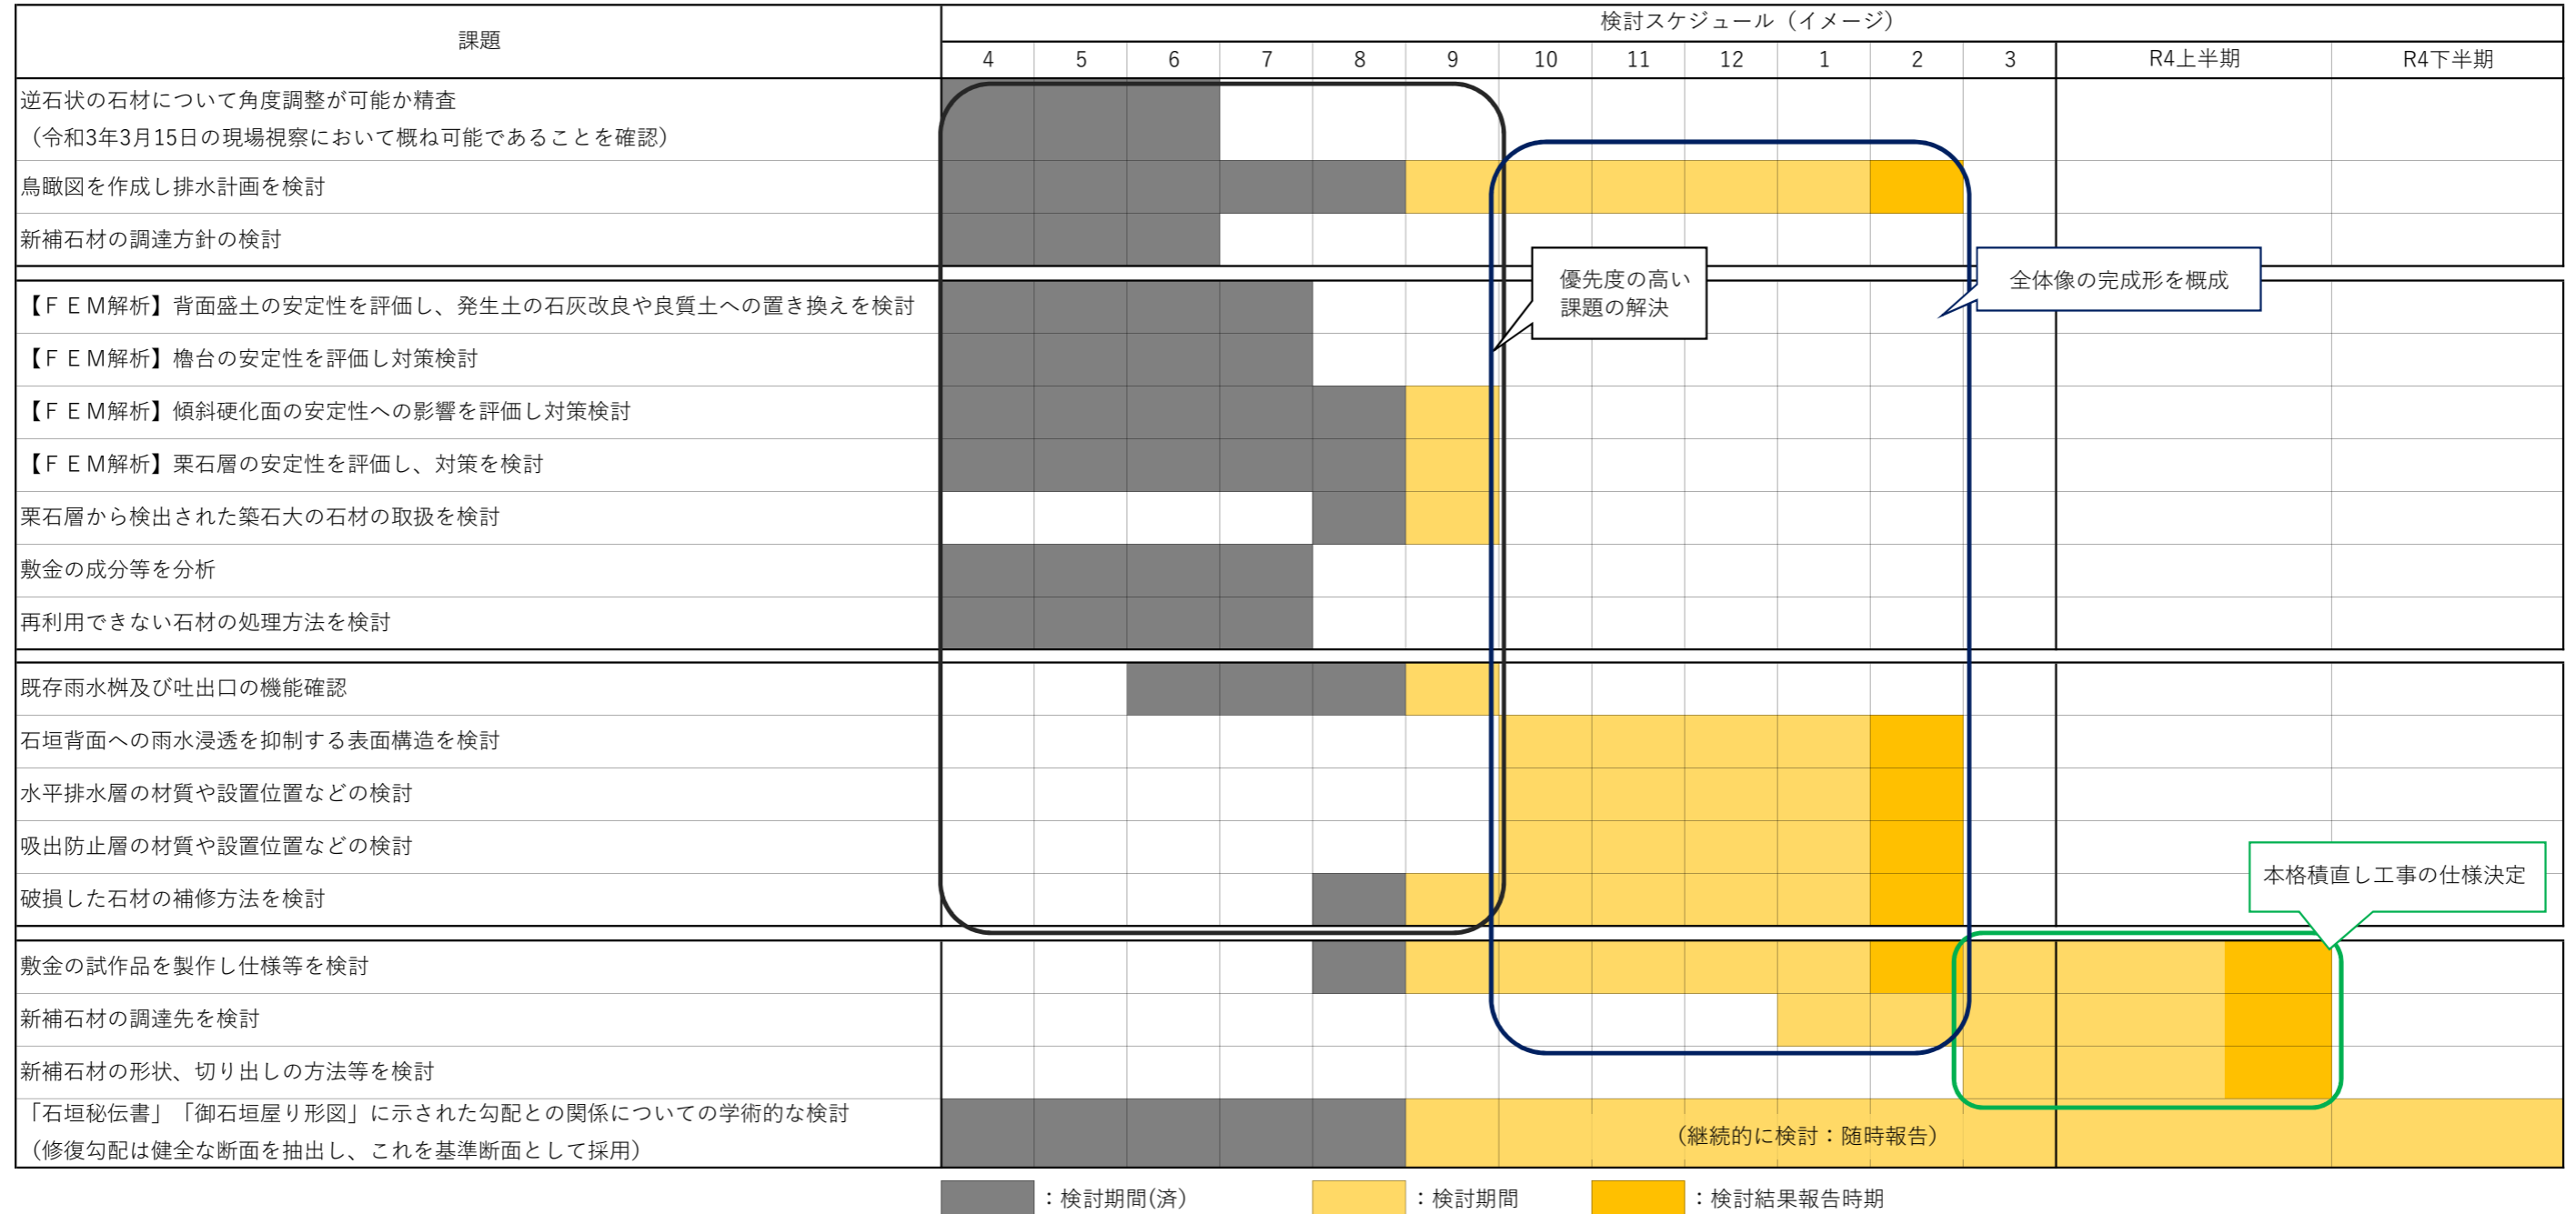 課題
検討スケジュール（イメージ）
4 5 6 7 8 9 10 11 12 1 2 3 R4上半期 R4下半期
逆石状の石材について角度調整が可能か精査
（令和3年3月15日の現場視察において概ね可能であることを確認）
鳥瞰図を作成し排水計画を検討
新補石材の調達方針の検討
優先度の高い
課題の解決
全体像の完成形を概成
【ＦＥＭ解析】背面盛土の安定性を評価し、発生土の石灰改良や良質土への置き換えを検討
【ＦＥＭ解析】櫓台の安定性を評価し対策検討
【ＦＥＭ解析】傾斜硬化面の安定性への影響を評価し対策検討
【ＦＥＭ解析】栗石層の安定性を評価し、対策を検討
栗石層から検出された築石大の石材の取扱を検討
敷金の成分等を分析
再利用できない石材の処理方法を検討
既存雨水桝及び吐出口の機能確認
石垣背面への雨水浸透を抑制する表面構造を検討
水平排水層の材質や設置位置などの検討
吸出防止層の材質や設置位置などの検討
破損した石材の補修方法を検討
本格積直し工事の仕様決定
敷金の試作品を製作し仕様等を検討
新補石材の調達先を検討
新補石材の形状、切り出しの方法等を検討
「石垣秘伝書」「御石垣屋り形図」に示された勾配との関係についての学術的な検討
（修復勾配は健全な断面を抽出し、これを基準断面として採用）
（継続的に検討：随時報告）
：検討期間(済)
：検討期間
：検討結果報告時期